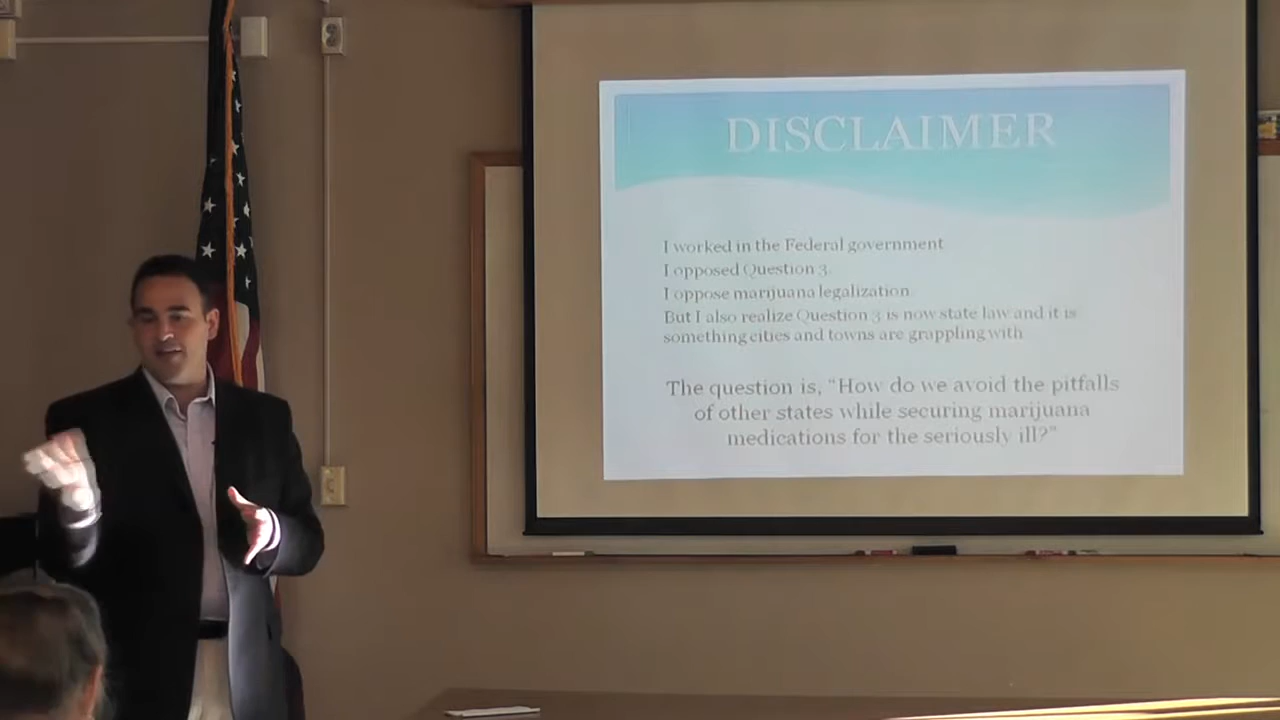 DISCLAIMER
I worked in the Federal government
I opposed Question 3.
I oppose marijuana legalization.
But I also realize Question 3 is now state law and it is
something cities and towns are grappling with
The question is, “How do we avoid the pitfalls
of other states while securing marijuana
medications for the seriously ill?”